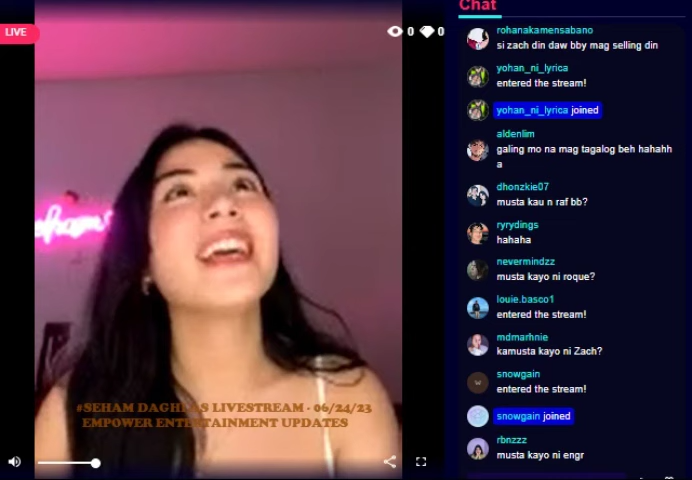 Chat
LIVE
0
0
rohanakamensabano
si zach din daw bby mag selling din
yohan_ni_lyrica
entered the stream!
yohan_ni_lyrica joined
aldenlim
galing mo na mag tagalog beh hahahh
a
dhonzkie07
musta kau n raf bb?
ryrydings
hahaha
nevermindzz
musta kayo ni roque?
louie.basco1
entered the stream!
mdmarhnie
kamusta kayo ni Zach?
snowgain
entered the stream!
snowgain joined
rbnzzz
musta kayo ni engr
#SEHAM DAGHLAS LIVESTREAM - 06/24/23
EMPOWER ENTERTAINMENT UPDATES